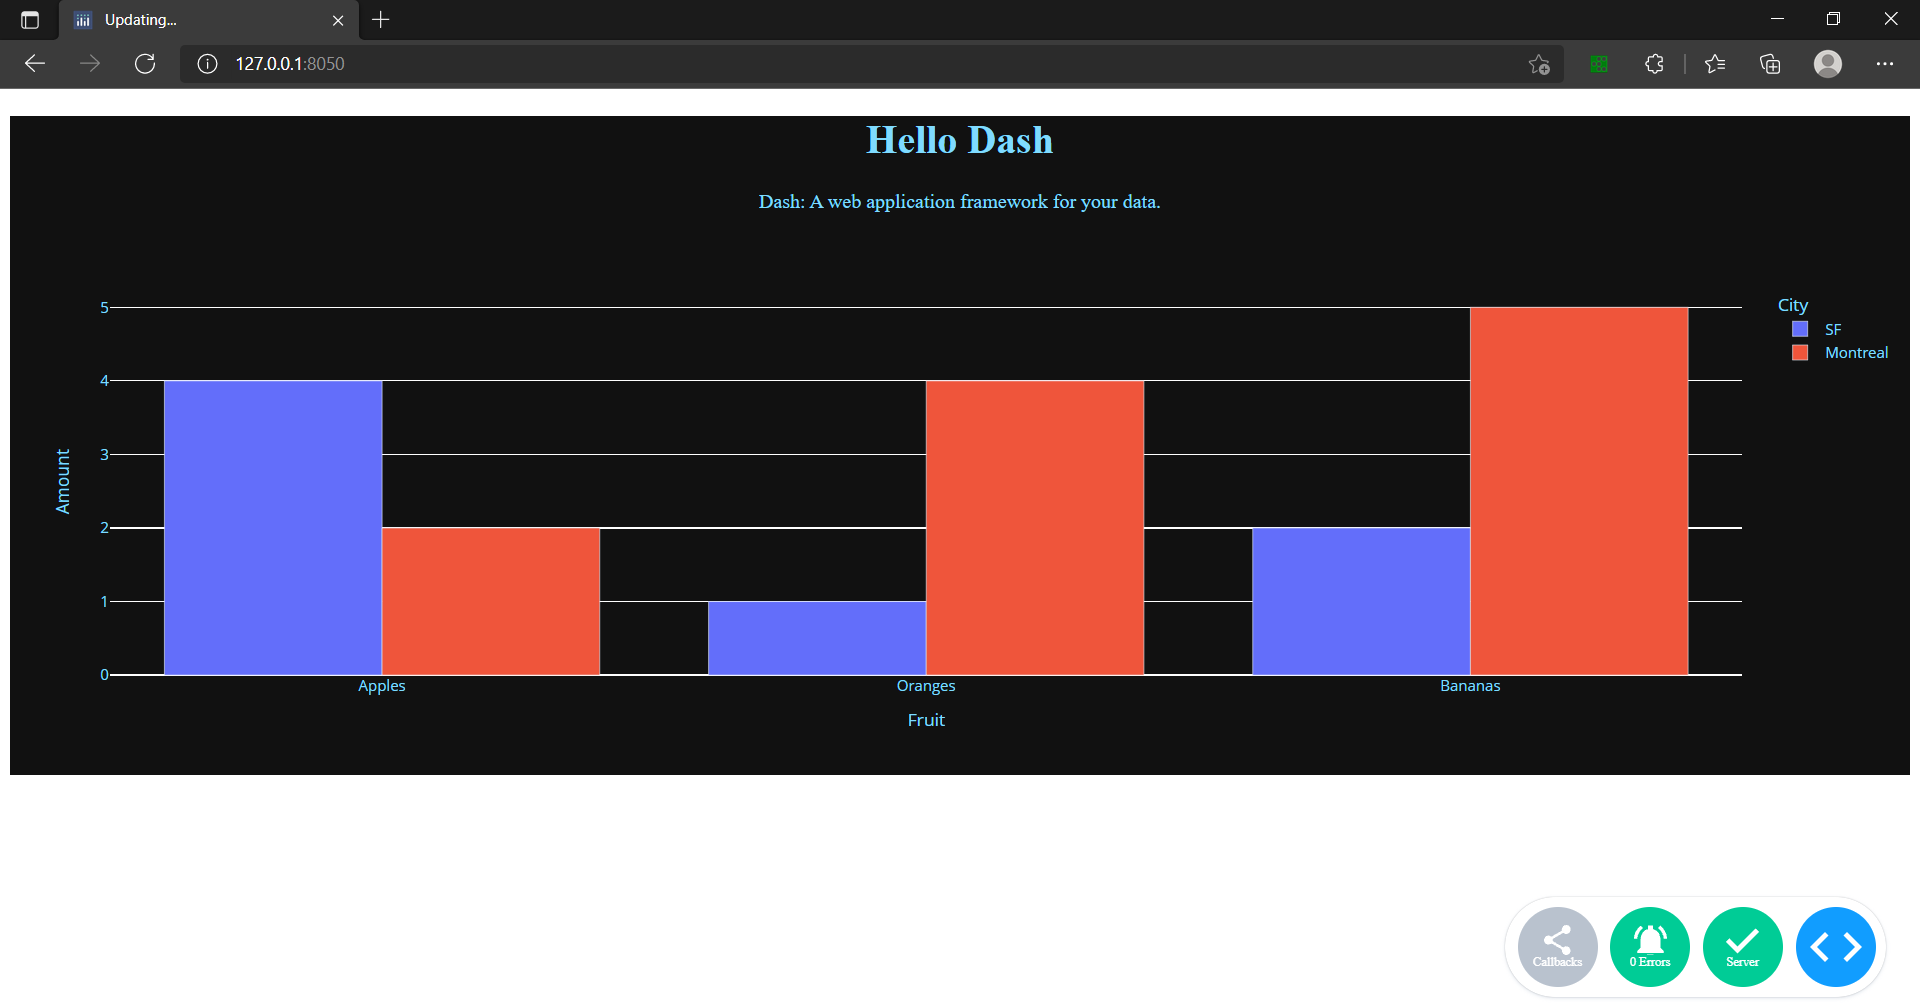 Updating...
127.0.0.1:8050
Hello Dash
Dash: A web application framework for your data.
5
4
3
2
1
0
Amount
Apples
Oranges
Bananas
Fruit
City
SF
Montreal
Callbacks
0 Errors
Server